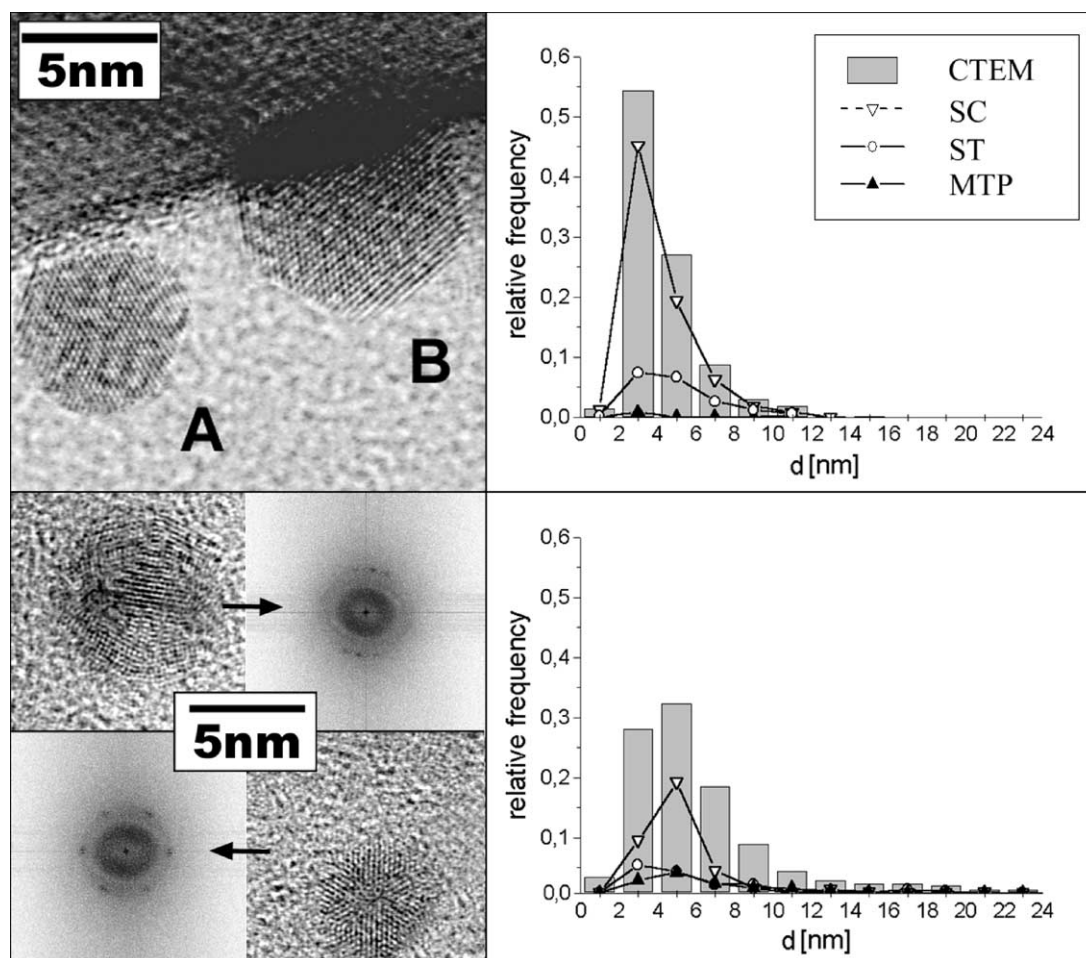 5nm
A
B
relative frequency
0,6
0,5
0,4
0,3
0,2
0,1
0,0
0 2 4 6 8 10 12 14 16 18 20 22 24
d [nm]
CTEM
SC
ST
MTP
5nm
relative frequency
0,6
0,5
0,4
0,3
0,2
0,1
0,0
0 2 4 6 8 10 12 14 16 18 20 22 24
d [nm]